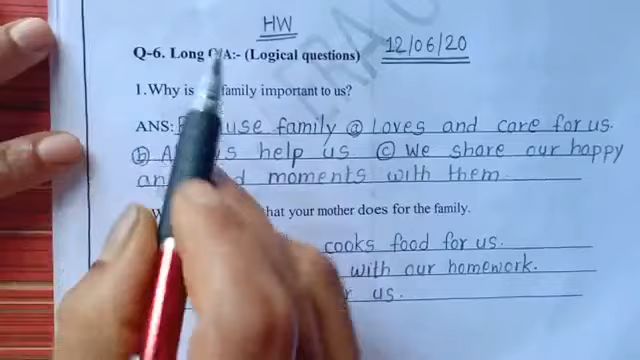 HW
Q-6. Long Q/A:- (Logical questions) 12/06/20
1.Why is family important to us?
ANS: family ⓐ Loves and care for us.
ⓑ help us ⓒ We share our happy
moments with them.
that your mother does for the family.
cooks food for us.
with our homework.
us.